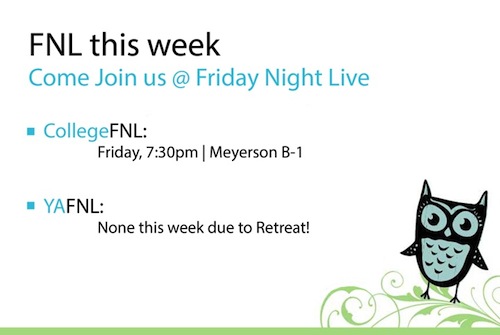 FNL this week
Come Join us @ Friday Night Live
CollegeFNL:
Friday, 7:30pm | Meyerson B-1
YAFNL:
None this week due to Retreat!